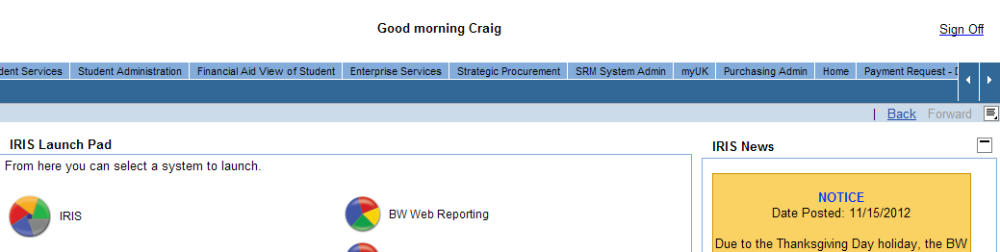 Good morning Craig
Sign Off
dent Services Student Administration Financial Aid View of Student Enterprise Services Strategic Procurement SRM System Admin myUK Purchasing Admin Home Payment Request -
| Back Forward
IRIS Launch Pad
From here you can select a system to launch.
IRIS
BW Web Reporting
IRIS News
NOTICE
Date Posted: 11/15/2012
Due to the Thanksgiving Day holiday, the BW